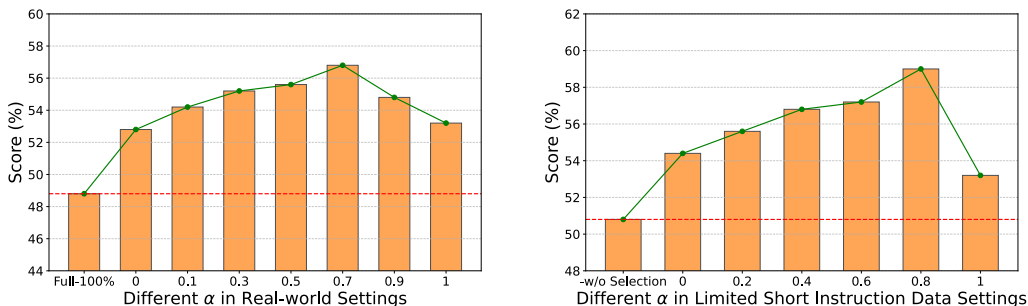 60
58
56
54
52
50
48
46
44
Score (%)
Full-100% 0 0.1 0.3 0.5 0.7 0.9 1
Different α in Real-world Settings
62
60
58
56
54
52
50
48
Score (%)
-w/o Selection 0 0.2 0.4 0.6 0.8 1
Different α in Limited Short Instruction Data Settings